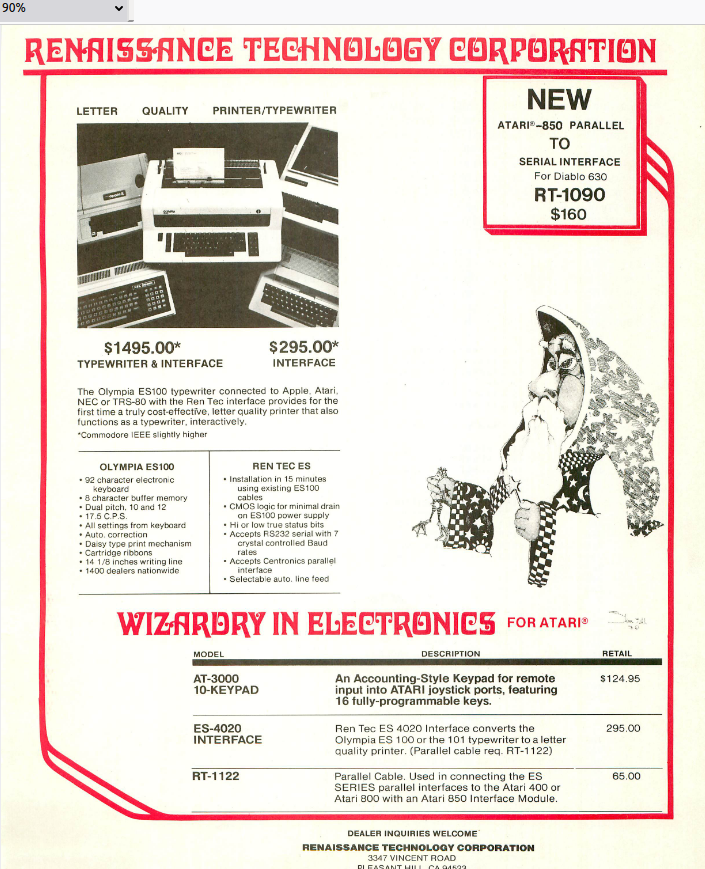 90%
RENAISSANCE TECHNOLOGY CORPORATION
LETTER QUALITY PRINTER/TYPEWRITER
NEW
ATARI®-850 PARALLEL
TO
SERIAL INTERFACE
For Diablo 630
RT-1090
$160
$1495.00*
TYPEWRITER & INTERFACE
$295.00*
INTERFACE
The Olympia ES100 typewriter connected to Apple, Atari,
NEC or TRS-80 with the Ren Tec interface provides for the
first time a truly cost-effective, letter quality printer that also
functions as a typewriter, interactively.
*Commodore IEEE slightly higher
OLYMPIA ES100
• 92 character electronic
keyboard
• 8 character buffer memory
• Dual pitch, 10 and 12
• 17.5 C.P.S.
• All settings from keyboard
• Auto. correction
• Daisy type print mechanism
• Cartridge ribbons
• 14 1/8 inches writing line
• 1400 dealers nationwide
REN TEC ES
• Installation in 15 minutes
using existing ES100
cables
• CMOS logic for minimal drain
on ES100 power supply
• Hi or low true status bits
• Accepts RS232 serial with 7
crystal controlled Baud
rates
• Accepts Centronics parallel
interface
• Selectable auto. line feed
WIZARDRY IN ELECTRONICS FOR ATARI®
MODEL DESCRIPTION RETAIL
AT-3000 An Accounting-Style Keypad for remote $124.95
10-KEYPAD input into ATARI joystick ports, featuring
16 fully-programmable keys.
ES-4020 Ren Tec ES 4020 Interface converts the 295.00
INTERFACE Olympia ES 100 or the 101 typewriter to a letter
quality printer. (Parallel cable req. RT-1122)
RT-1122 Parallel Cable. Used in connecting the ES 65.00
SERIES parallel interfaces to the Atari 400 or
Atari 800 with an Atari 850 Interface Module.
DEALER INQUIRIES WELCOME
RENAISSANCE TECHNOLOGY CORPORATION
3347 VINCENT ROAD
PLEASANT HILL, CA 94523